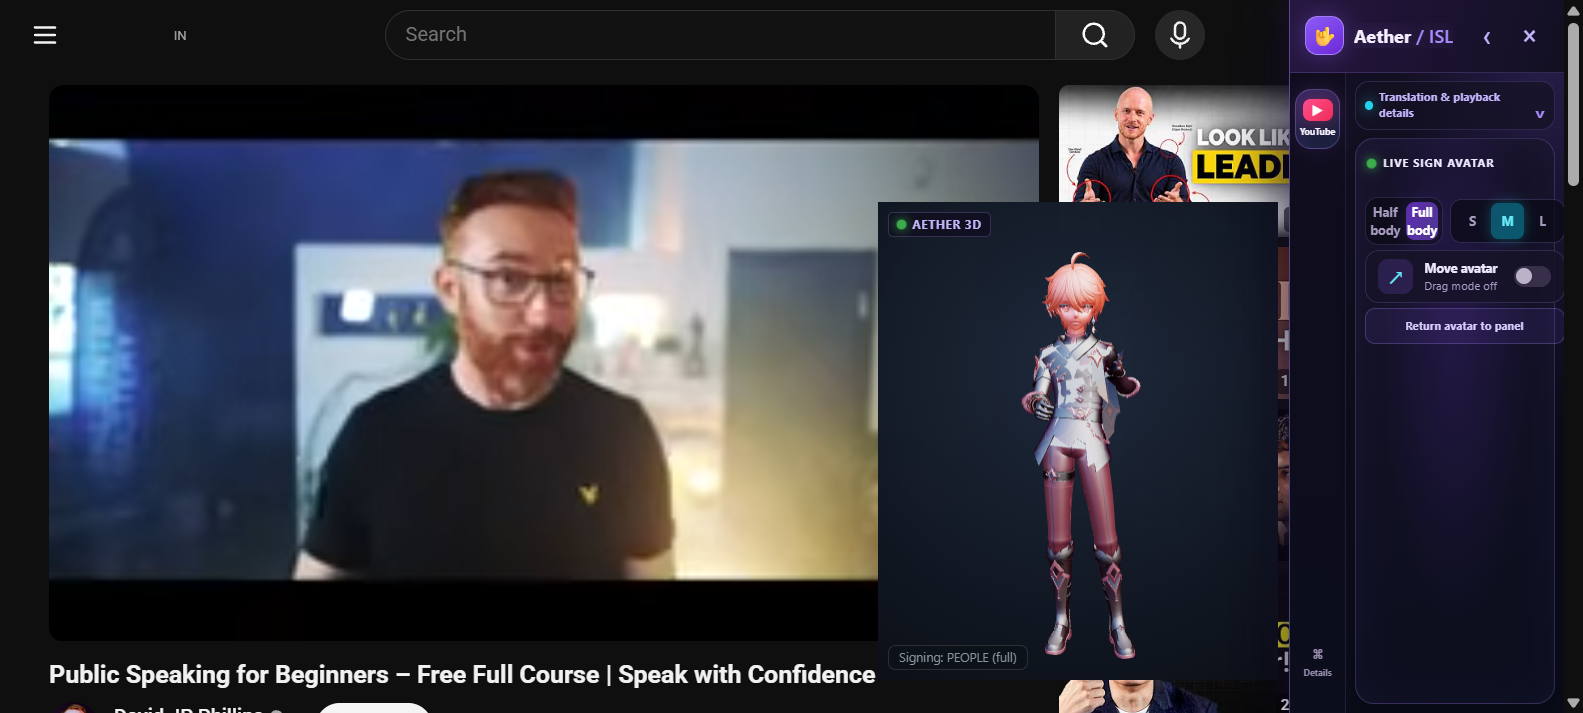 IN
Search
Aether / ISL
YouTube
Translation & playback
details
LIVE SIGN AVATAR
Half
body
Full
body
S
M
L
Move avatar
Drag mode off
Return avatar to panel
Details
LOOK LIK
LEAD
AETHER 3D
Signing: PEOPLE (full)
Public Speaking for Beginners – Free Full Course | Speak with Confidence